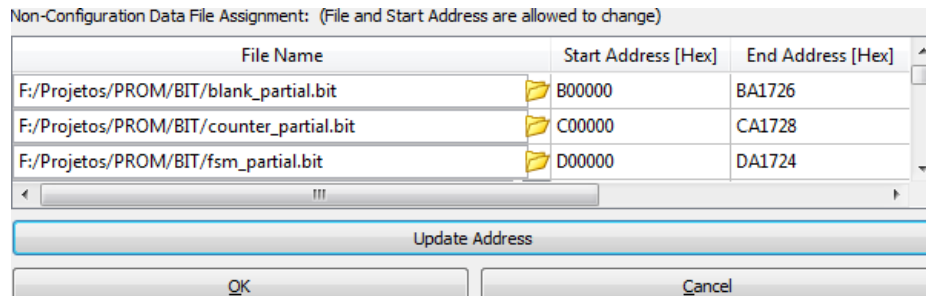 Non-Configuration Data File Assignment: (File and Start Address are allowed to change)
File Name Start Address [Hex] End Address [Hex]
F:/Projetos/PROM/BIT/blank_partial.bit B00000 BA1726
F:/Projetos/PROM/BIT/counter_partial.bit C00000 CA1728
F:/Projetos/PROM/BIT/fsm_partial.bit D00000 DA1724
Update Address
OK Cancel